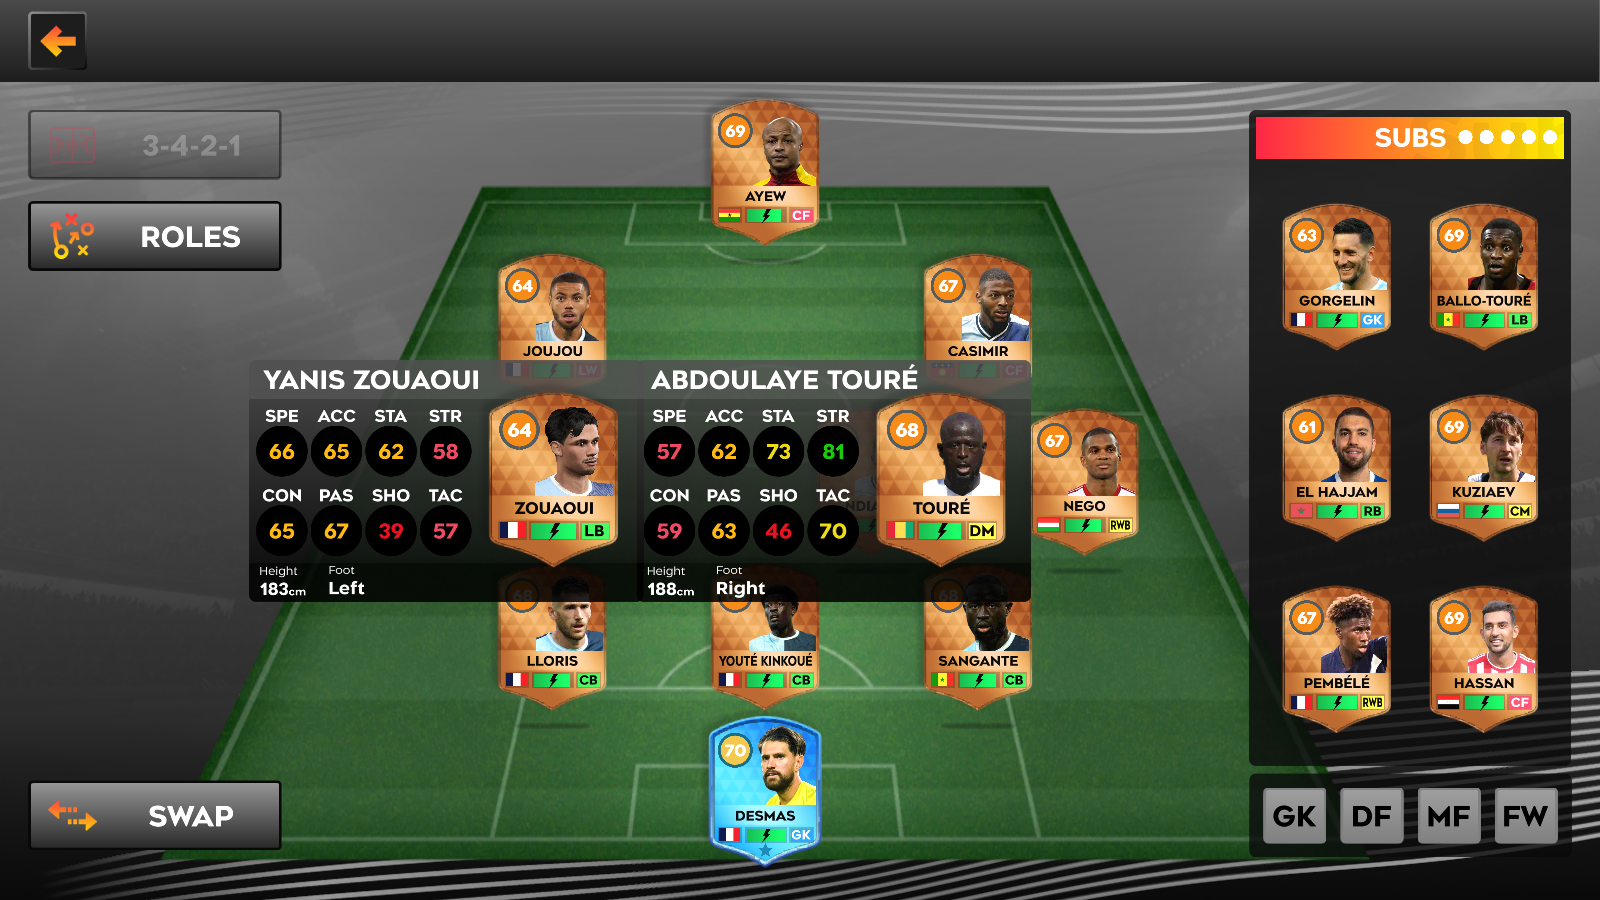 3-4-2-1
ROLES
SWAP
69
AYEW
CF
64
JOUJOU
LW
67
CASIMIR
CF
YANIS ZOUAOUI
SPE ACC STA STR
66 65 62 58
CON PAS SHO TAC
65 67 39 57
Height Foot
183cm Left
64
ZOUAOUI
LB
ABDOULAYE TOURÉ
SPE ACC STA STR
57 62 73 81
CON PAS SHO TAC
59 63 46 70
Height Foot
188cm Right
68
TOURÉ
DM
67
NEGO
RWB
68
LLORIS
CB
YOUTÉ KINKOUÉ
CB
68
SANGANTE
CB
70
DESMAS
GK
SUBS
63
GORGELIN
GK
69
BALLO-TOURÉ
LB
61
EL HAJJAM
RB
69
KUZIAEV
CM
67
PEMBÉLÉ
RWB
69
HASSAN
CF
GK DF MF FW